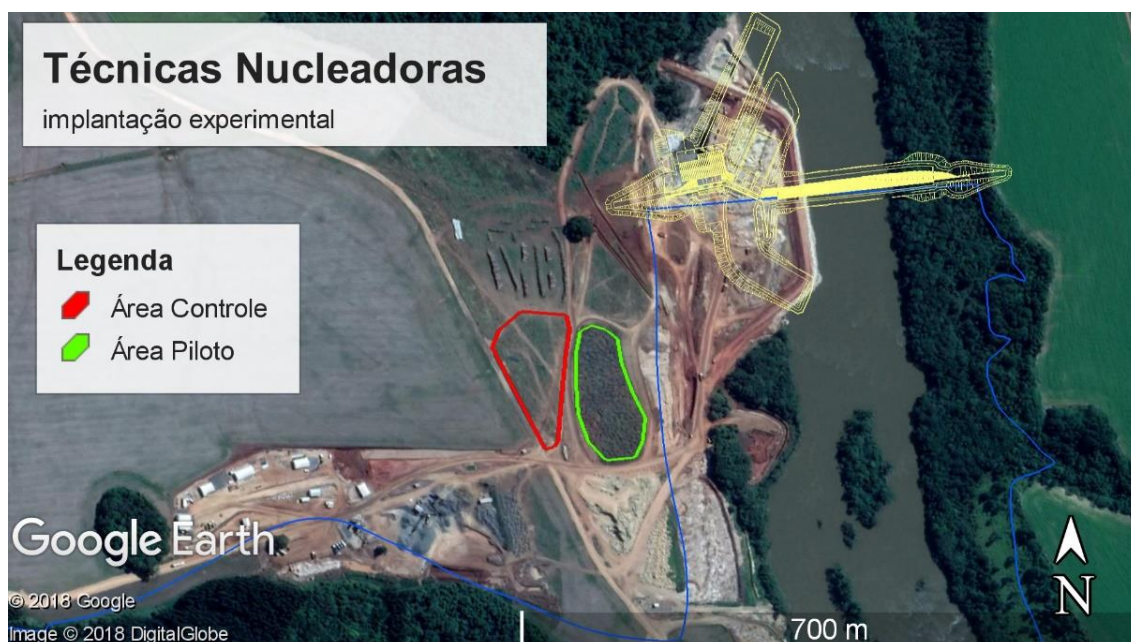 Técnicas Nucleadoras
implantação experimental
Legenda
Área Controle
Área Piloto
Google Earth
© 2018 Google
Image © 2018 DigitalGlobe
700 m
N